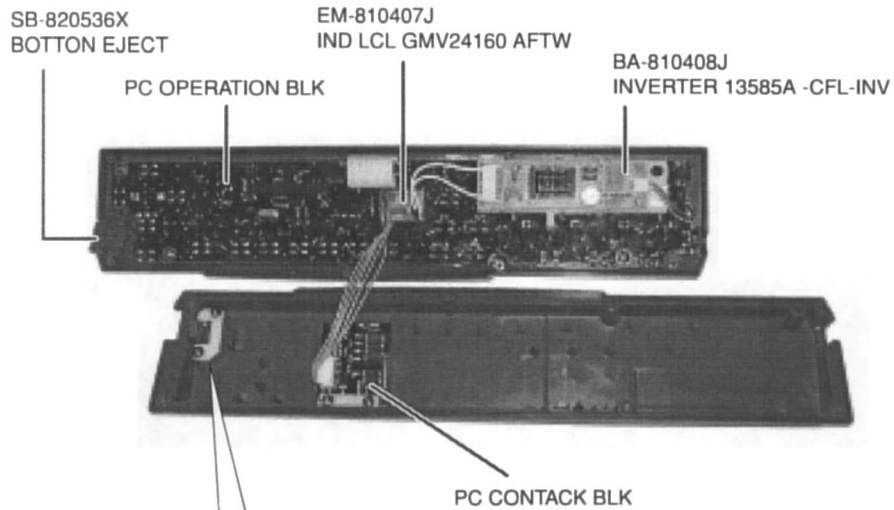 SB-820536X
BOTTON EJECT
EM-810407J
IND LCL GMV24160 AFTW
BA-810408J
INVERTER 13585A -CFL-INV
PC OPERATION BLK
PC CONTACK BLK